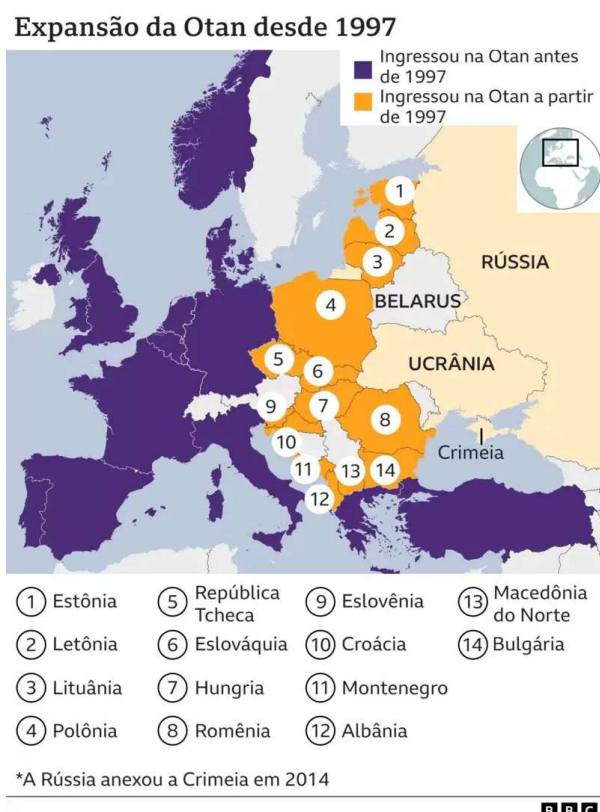 Expansão da Otan desde 1997
Ingressou na Otan antes
de 1997
Ingressou na Otan a partir
de 1997
1
2
3
RÚSSIA
4
BELARUS
5
6
UCRÂNIA
9
7
8
10
Crimeia
11
13
14
12
1 Estônia
2 Letônia
3 Lituânia
4 Polônia
5 República
Tcheca
6 Eslováquia
7 Hungria
8 Romênia
9 Eslovênia
10 Croácia
11 Montenegro
12 Albânia
13 Macedônia
do Norte
14 Bulgária
*A Rússia anexou a Crimeia em 2014
BBC